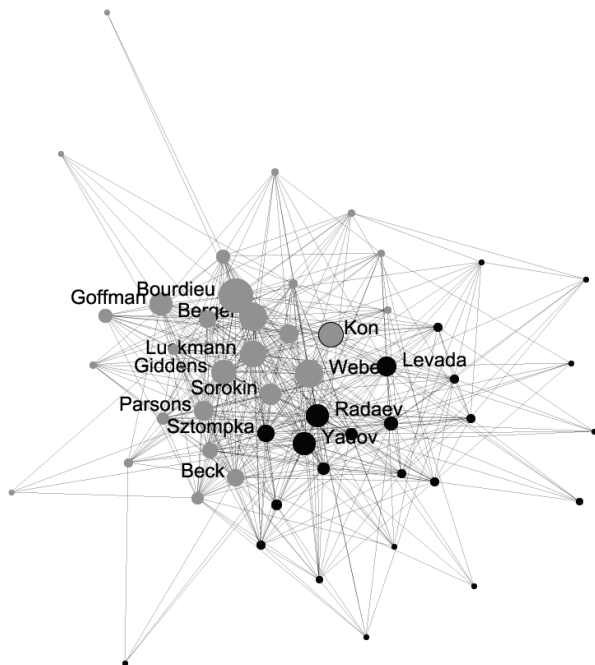 Bourdieu
Goffman
Berger
Kon
Luckmann
Giddens
Weber
Levada
Sorokin
Parsons
Radaev
Sztompka
Yadov
Beck